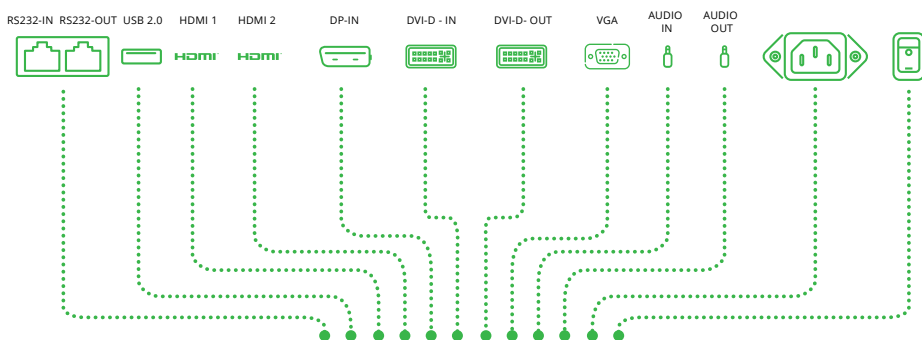 RS232-IN RS232-OUT USB 2.0 HDMI 1 HDMI 2 DP-IN DVI-D - IN DVI-D- OUT VGA AUDIO IN AUDIO OUT
HDMI HDMI